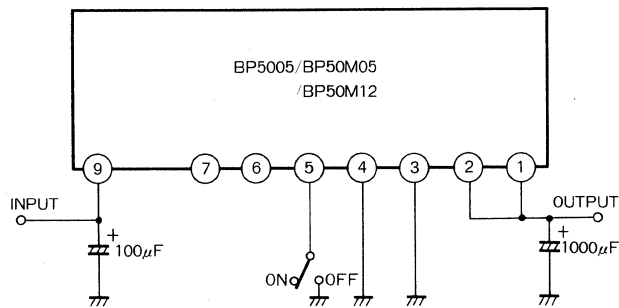 BP5005/BP50M05
/BP50M12
9 7 6 5 4 3 2 1
INPUT
OUTPUT
+
100μF
+
1000μF
ON
OFF